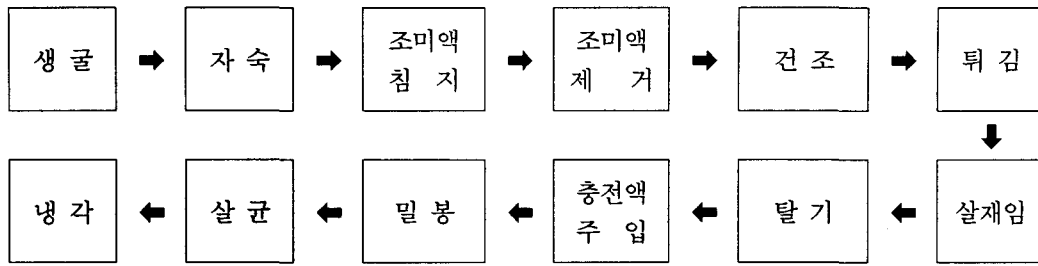 생 굴
자 숙
조미액
침 지
조미액
제 거
건 조
튀 김
살재임
탈 기
충전액
주 입
밀 봉
살 균
냉 각